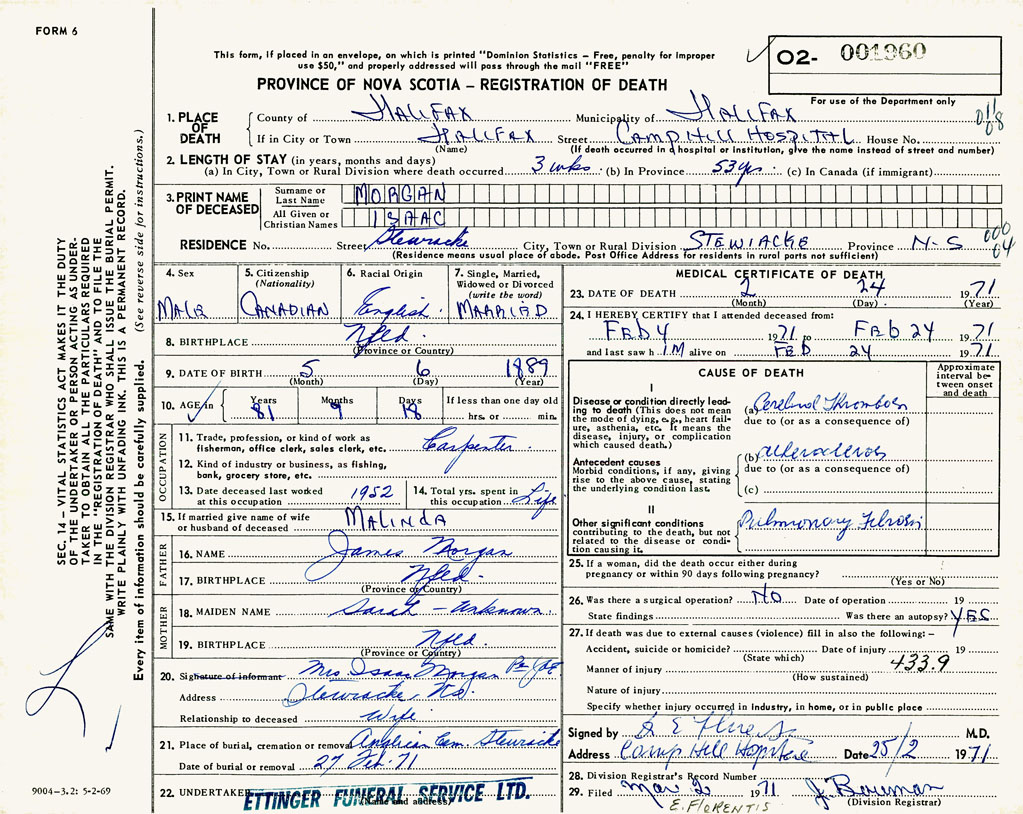 FORM 6
This form, if placed in an envelope, on which is printed "Dominion Statistics – Free, penalty for improper
use $50," and properly addressed will pass through the mail "FREE"
O2- 001960
For use of the Department only
PROVINCE OF NOVA SCOTIA – REGISTRATION OF DEATH
1. PLACE OF DEATH
County of HALIFAX Municipality of HALIFAX
If in City or Town HALIFAX Street CAMP HILL HOSPITAL House No.
(Name) (If death occurred in hospital or institution, give the name instead of street and number)
08
2. LENGTH OF STAY (in years, months and days)
(a) In City, Town or Rural Division where death occurred 3 wks. (b) In Province 53 yrs (c) In Canada (if immigrant)
3. PRINT NAME OF DECEASED
Surname or Last Name MORGAN
All Given or Christian Names ISAAC
RESIDENCE No. Street Stewiacke City, Town or Rural Division STEWIACKE Province N-S
(Residence means usual place of abode. Post Office Address for residents in rural parts not sufficient)
000
04
4. Sex
MALE
5. Citizenship
(Nationality)
CANADIAN
6. Racial Origin
English
7. Single, Married,
Widowed or Divorced
(write the word)
MARRIED
8. BIRTHPLACE Nfld
(Province or Country)
9. DATE OF BIRTH 5 6 1889
(Month) (Day) (Year)
10. AGE in Years Months Days If less than one day old
81 9 18 hrs. or min.
OCCUPATION
11. Trade, profession, or kind of work as
fisherman, office clerk, sales clerk, etc. Carpenter
12. Kind of industry or business, as fishing,
bank, grocery store, etc.
13. Date deceased last worked
at this occupation 1952
14. Total yrs. spent in
this occupation Life
15. If married give name of wife
or husband of deceased MALINDA
FATHER
16. NAME James Morgan
17. BIRTHPLACE Nfld.
(Province or Country)
MOTHER
18. MAIDEN NAME Sarah - Unknown.
19. BIRTHPLACE Nfld.
(Province or Country)
20. Signature of informant Mrs. Isaac Morgan
Address Stewiacke, N.S.
Relationship to deceased Wife
21. Place of burial, cremation or removal Anglican Cem. Stewiacke
Date of burial or removal 27 Feb. 71
22. UNDERTAKER ETTINGER FUNERAL SERVICE LTD.
(Name and address)
MEDICAL CERTIFICATE OF DEATH
23. DATE OF DEATH 2 24 1971
(Month) (Day) (Year)
24. I HEREBY CERTIFY that I attended deceased from:
FEB 4 1971 FEB 24 1971
and last saw h IM alive on FEB 24 1971
CAUSE OF DEATH
Approximate
interval be-
tween onset
and death
I
Disease or condition directly lead-
ing to death (This does not mean
the mode of dying, e.g., heart fail-
ure, asthenia, etc. It means the
disease, injury, or complication
which caused death.)
(a) Cerebral Thrombosis
due to (or as a consequence of)
Antecedent causes
Morbid conditions, if any, giving
rise to the above cause, stating
the underlying condition last.
(b) atherosclerosis
due to (or as a consequence of)
(c)
II
Other significant conditions
contributing to the death, but not
related to the disease or condi-
tion causing it.
Pulmonary Fibrosis
25. If a woman, did the death occur either during
pregnancy or within 90 days following pregnancy?
(Yes or No)
26. Was there a surgical operation? NO Date of operation 19
State findings Was there an autopsy? YES
27. If death was due to external causes (violence) fill in also the following:–
Accident, suicide or homicide? Date of injury 19
(State which)
433.9
Manner of injury
(How sustained)
Nature of injury
Specify whether injury occurred in industry, in home, or in public place
Signed by M.D.
Address Camp Hill Hospital Date 25/2 1971
28. Division Registrar's Record Number
29. Filed Mar 2 1971 J. Bowman
(Division Registrar)
E. FLORENTIS
SEC. 14 – VITAL STATISTICS ACT MAKES IT THE DUTY
OF THE UNDERTAKER OR PERSON ACTING AS UNDER-
TAKER TO OBTAIN ALL THE PARTICULARS REQUIRED
IN THE "REGISTRATION OF DEATH" AND TO FILE THE
SAME WITH THE DIVISION REGISTRAR WHO SHALL ISSUE THE BURIAL PERMIT.
WRITE PLAINLY WITH UNFADING INK. THIS IS A PERMANENT RECORD.
Every item of information should be carefully supplied. (See reverse side for instructions.)
9004-3.2: 5-2-69